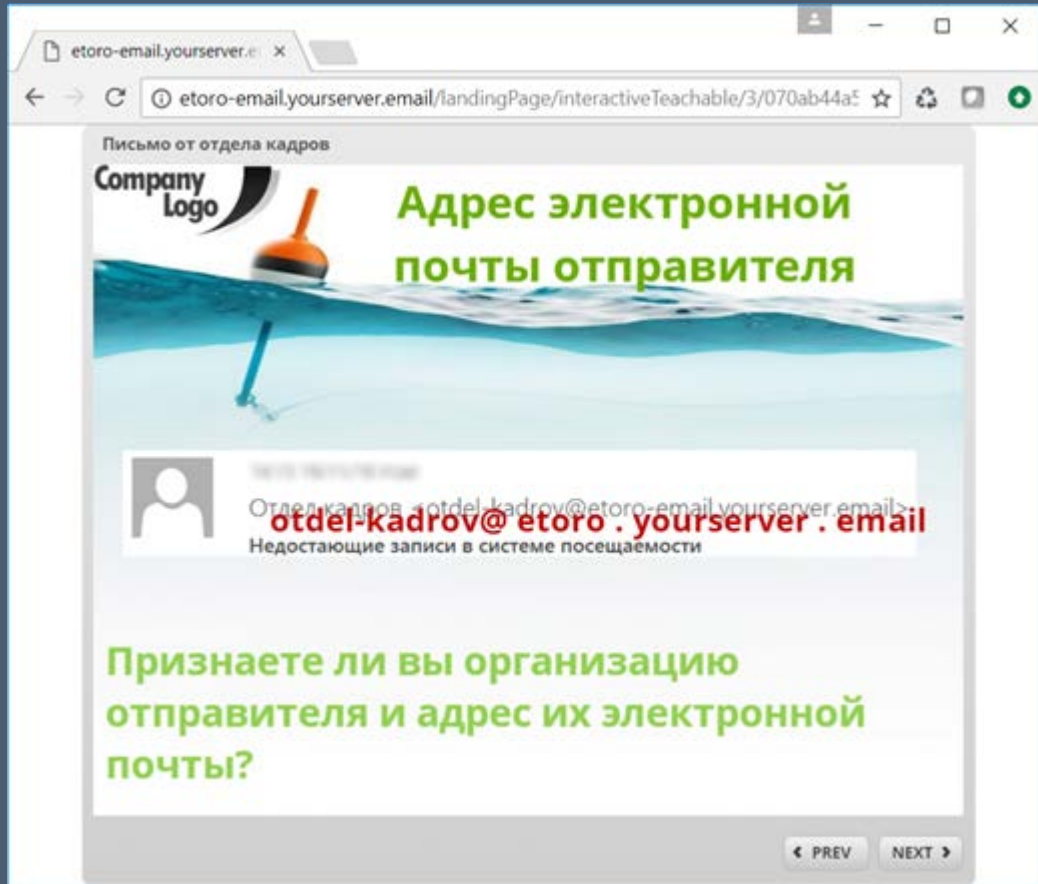 etoro-email.yourserver.e
etoro-email.yourserver.email/landingPage/interactiveTeachable/3/070ab44a5
Письмо от отдела кадров
Company
Logo
Адрес электронной
почты отправителя
Отдел кадров <otdel-kadrov@etoro-email.yourserver.email>
otdel-kadrov@ etoro . yourserver . email
Недостающие записи в системе посещаемости
Признаете ли вы организацию
отправителя и адрес их электронной
почты?
PREV NEXT